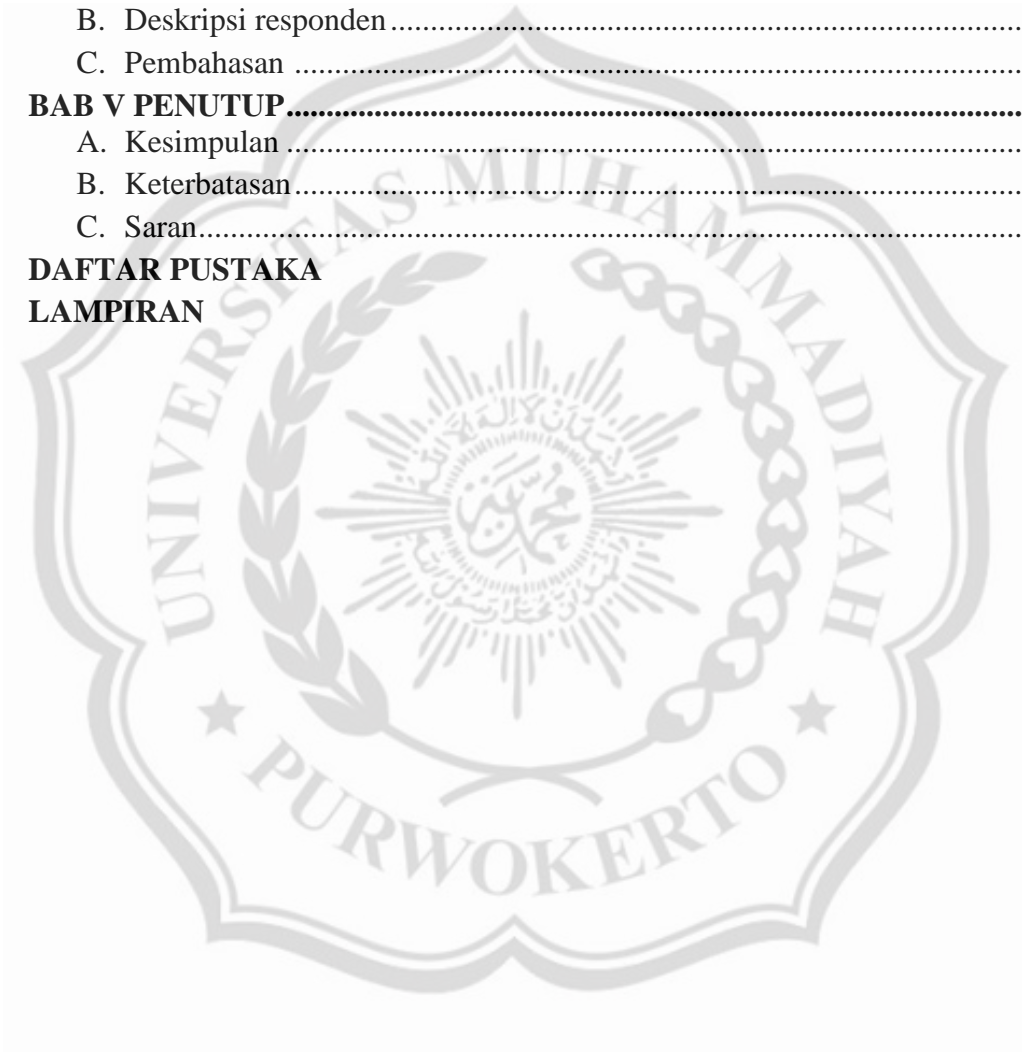 B. Deskripsi responden......................................................................................
C. Pembahasan ..................................................................................................
BAB V PENUTUP............................................................................................
A. Kesimpulan ...................................................................................................
B. Keterbatasan..................................................................................................
C. Saran..............................................................................................................
DAFTAR PUSTAKA
LAMPIRAN
UNIVERSITAS MUHAMMADIYAH
PURWOKERTO